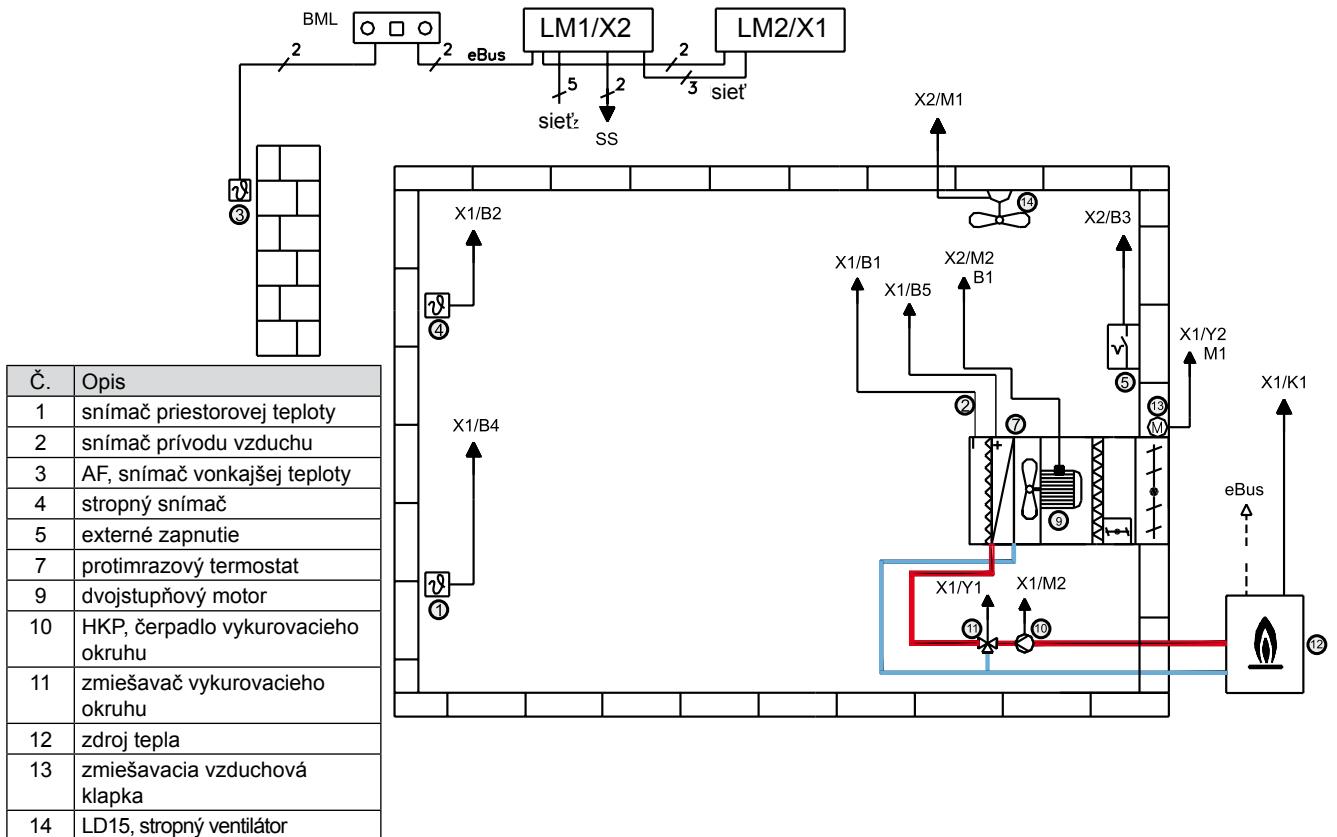 BML
LM1/X2
LM2/X1
2
2
eBus
2
5
2
3
sieť
sieťz
SS
X2/M1
3
14
X1/B2
X2/B3
X1/B1
X2/M2
B1
X1/B5
4
X1/Y2
M1
5
X1/K1
13
M
2
7
X1/B4
9
eBus
1
X1/Y1
X1/M2
11
10
12
Č. Opis
1 snímač priestorovej teploty
2 snímač prívodu vzduchu
3 AF, snímač vonkajšej teploty
4 stropný snímač
5 externé zapnutie
7 protimrazový termostat
9 dvojstupňový motor
10 HKP, čerpadlo vykurovacieho
okruhu
11 zmiešavač vykurovacieho
okruhu
12 zdroj tepla
13 zmiešavacia vzduchová
klapka
14 LD15, stropný ventilátor